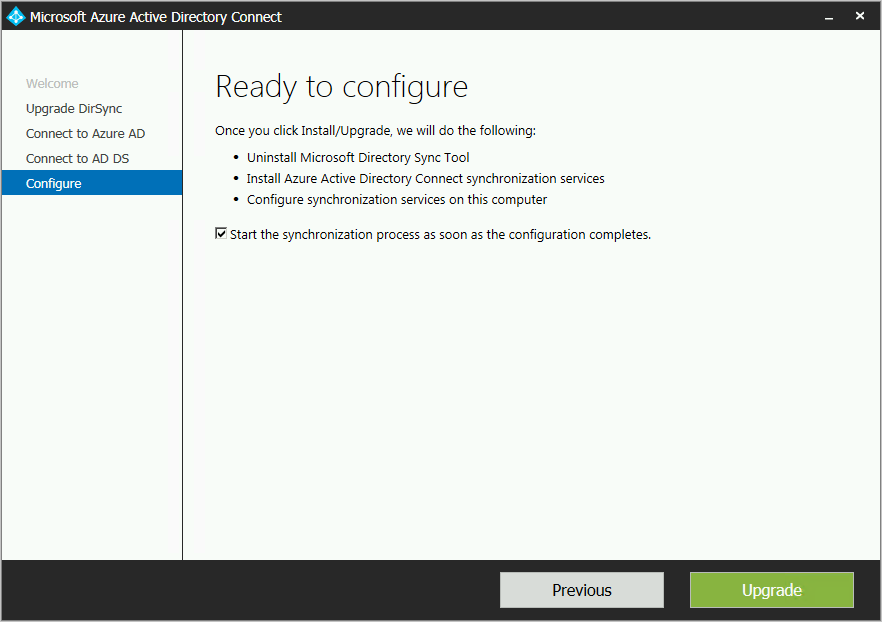 Microsoft Azure Active Directory Connect
Welcome
Upgrade DirSync
Connect to Azure AD
Connect to AD DS
Configure
Ready to configure
Once you click Install/Upgrade, we will do the following:
• Uninstall Microsoft Directory Sync Tool
• Install Azure Active Directory Connect synchronization services
• Configure synchronization services on this computer
Start the synchronization process as soon as the configuration completes.
Previous
Upgrade